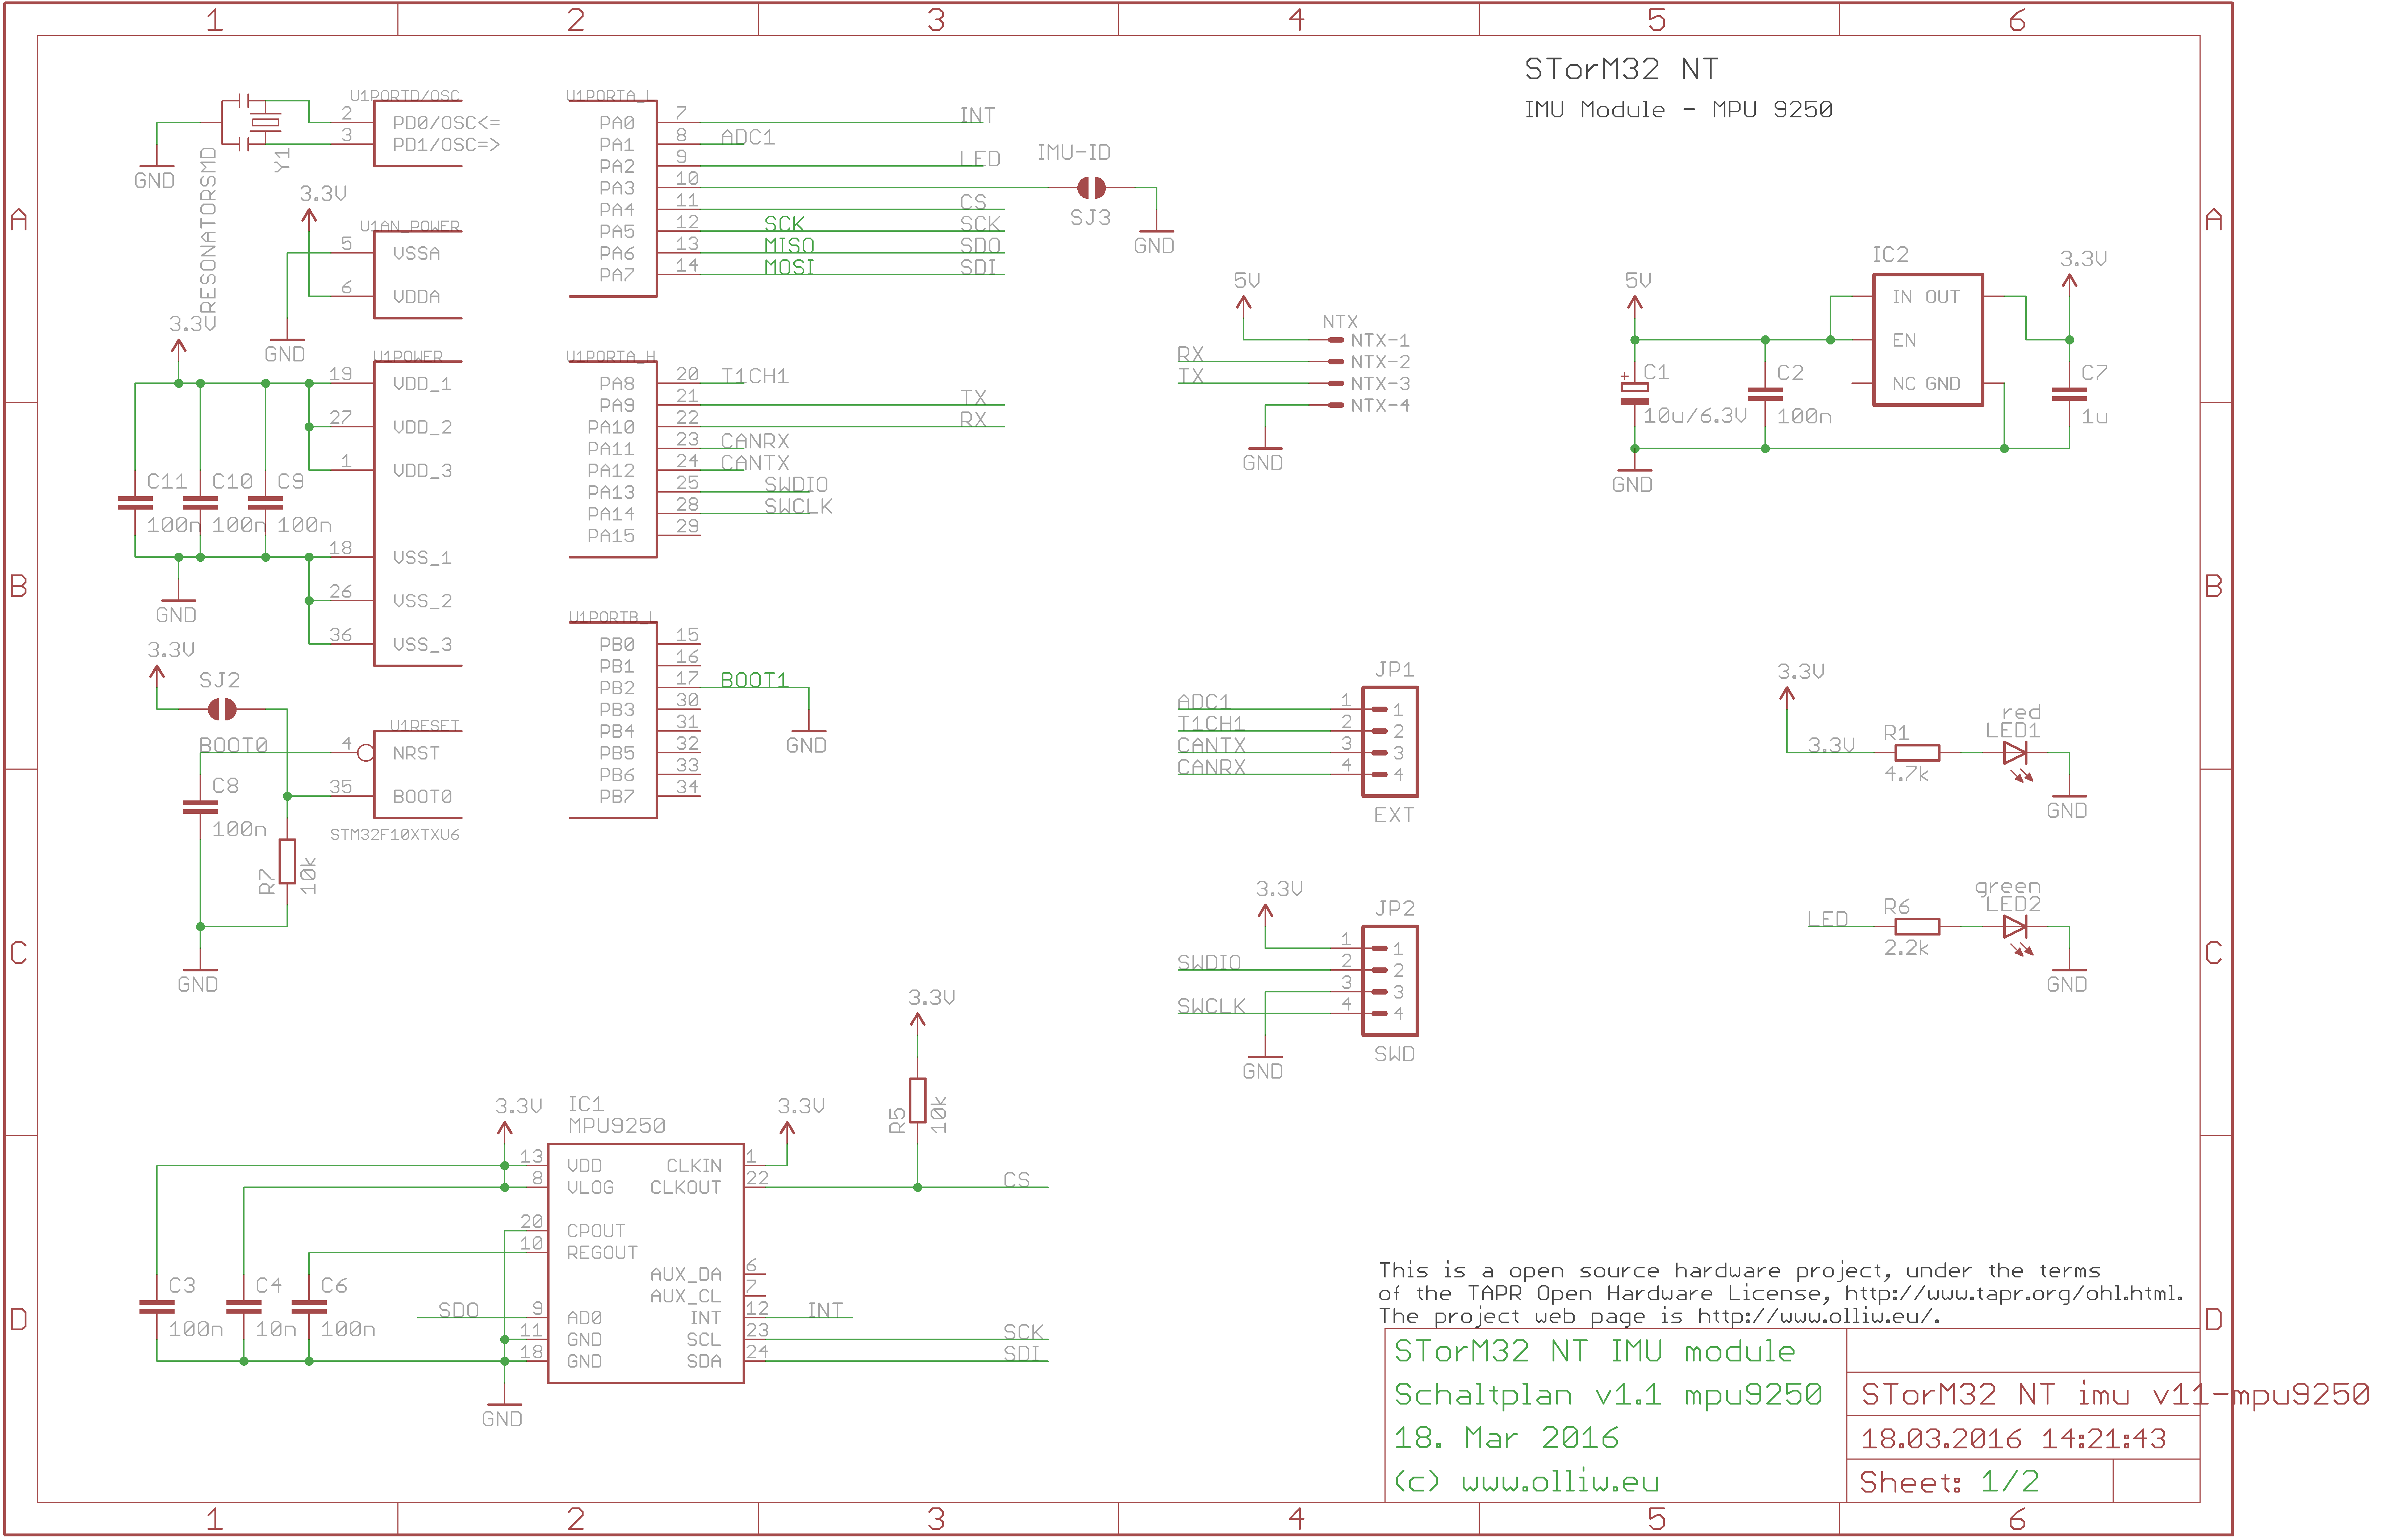 1 2 3 4 5 6
A
B
C
D
A
B
C
D
1 2 3 4 5 6
STorM32 NT
IMU Module - MPU 9250
U1PORTD/OSC
2 PD0/OSC<=
3 PD1/OSC=>
Y1
RESONATORSMD
GND
3.3V
U1AN_POWER
5 VSSA
6 VDDA
GND
3.3V
U1POWER
19 VDD_1
27 VDD_2
1 VDD_3
18 VSS_1
26 VSS_2
36 VSS_3
C11 C10 C9
100n 100n 100n
GND
3.3V
SJ2
BOOT0
U1RESET
4 NRST
35 BOOT0
STM32F10XTXU6
C8
100n
R7
10k
GND
U1PORTA_L
PA0 7 INT
PA1 8 ADC1
PA2 9 LED
PA3 10
PA4 11 CS
PA5 12 SCK SCK
PA6 13 MISO SDO
PA7 14 MOSI SDI
IMU-ID
SJ3
GND
U1PORTA_H
PA8 20 T1CH1
PA9 21 TX
PA10 22 RX
PA11 23 CANRX
PA12 24 CANTX
PA13 25 SWDIO
PA14 28 SWCLK
PA15 29
U1PORTB_L
PB0 15
PB1 16
PB2 17 BOOT1
PB3 30
PB4 31
PB5 32
PB6 33
PB7 34
GND
5V
NTX
NTX-1
RX NTX-2
TX NTX-3
NTX-4
GND
5V
IC2
3.3V
IN OUT
EN
NC GND
+
C1
10u/6.3V
C2
100n
C7
1u
GND
JP1
ADC1 1 1
T1CH1 2 2
CANTX 3 3
CANRX 4 4
EXT
3.3V
JP2
1 1
SWDIO 2 2
3 3
SWCLK 4 4
GND
SWD
3.3V
3.3V
R1
4.7k
red
LED1
GND
LED
R6
2.2k
green
LED2
GND
3.3V
R5
10k
3.3V
IC1
MPU9250
3.3V
13 VDD CLKIN 1
8 VLOG CLKOUT 22 CS
20 CPOUT
10 REGOUT
AUX_DA 6
AUX_CL 7
SDO 9 AD0 INT 12 INT
11 GND SCL 23 SCK
18 GND SDA 24 SDI
C3 C4 C6
100n 10n 100n
GND
This is a open source hardware project, under the terms
of the TAPR Open Hardware License, http://www.tapr.org/ohl.html.
The project web page is http://www.olliw.eu/.
STorM32 NT IMU module
Schaltplan v1.1 mpu9250
18. Mar 2016
(c) www.olliw.eu
STorM32 NT imu v11-mpu9250
18.03.2016 14:21:43
Sheet: 1/2